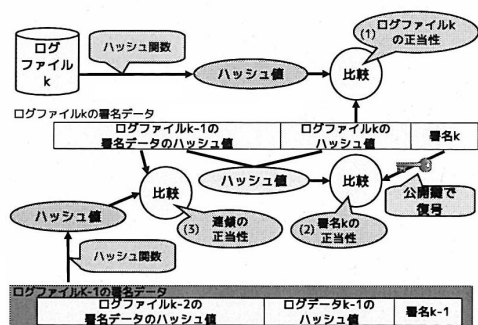 ログ
ファイル
k
ハッシュ関数
ハッシュ値
比較
(1) ログファイルk
の正当性
ログファイルkの署名データ
ログファイルk-1の
署名データのハッシュ値
ログファイルkの
ハッシュ値
署名k
ハッシュ値
比較
公開鍵で
復号
(2) 署名kの
正当性
比較
(3) 連鎖の
正当性
ハッシュ値
ハッシュ関数
ログファイルK-1の署名データ
ログファイルk-2の
署名データのハッシュ値
ログデータk-1の
ハッシュ値
署名k-1